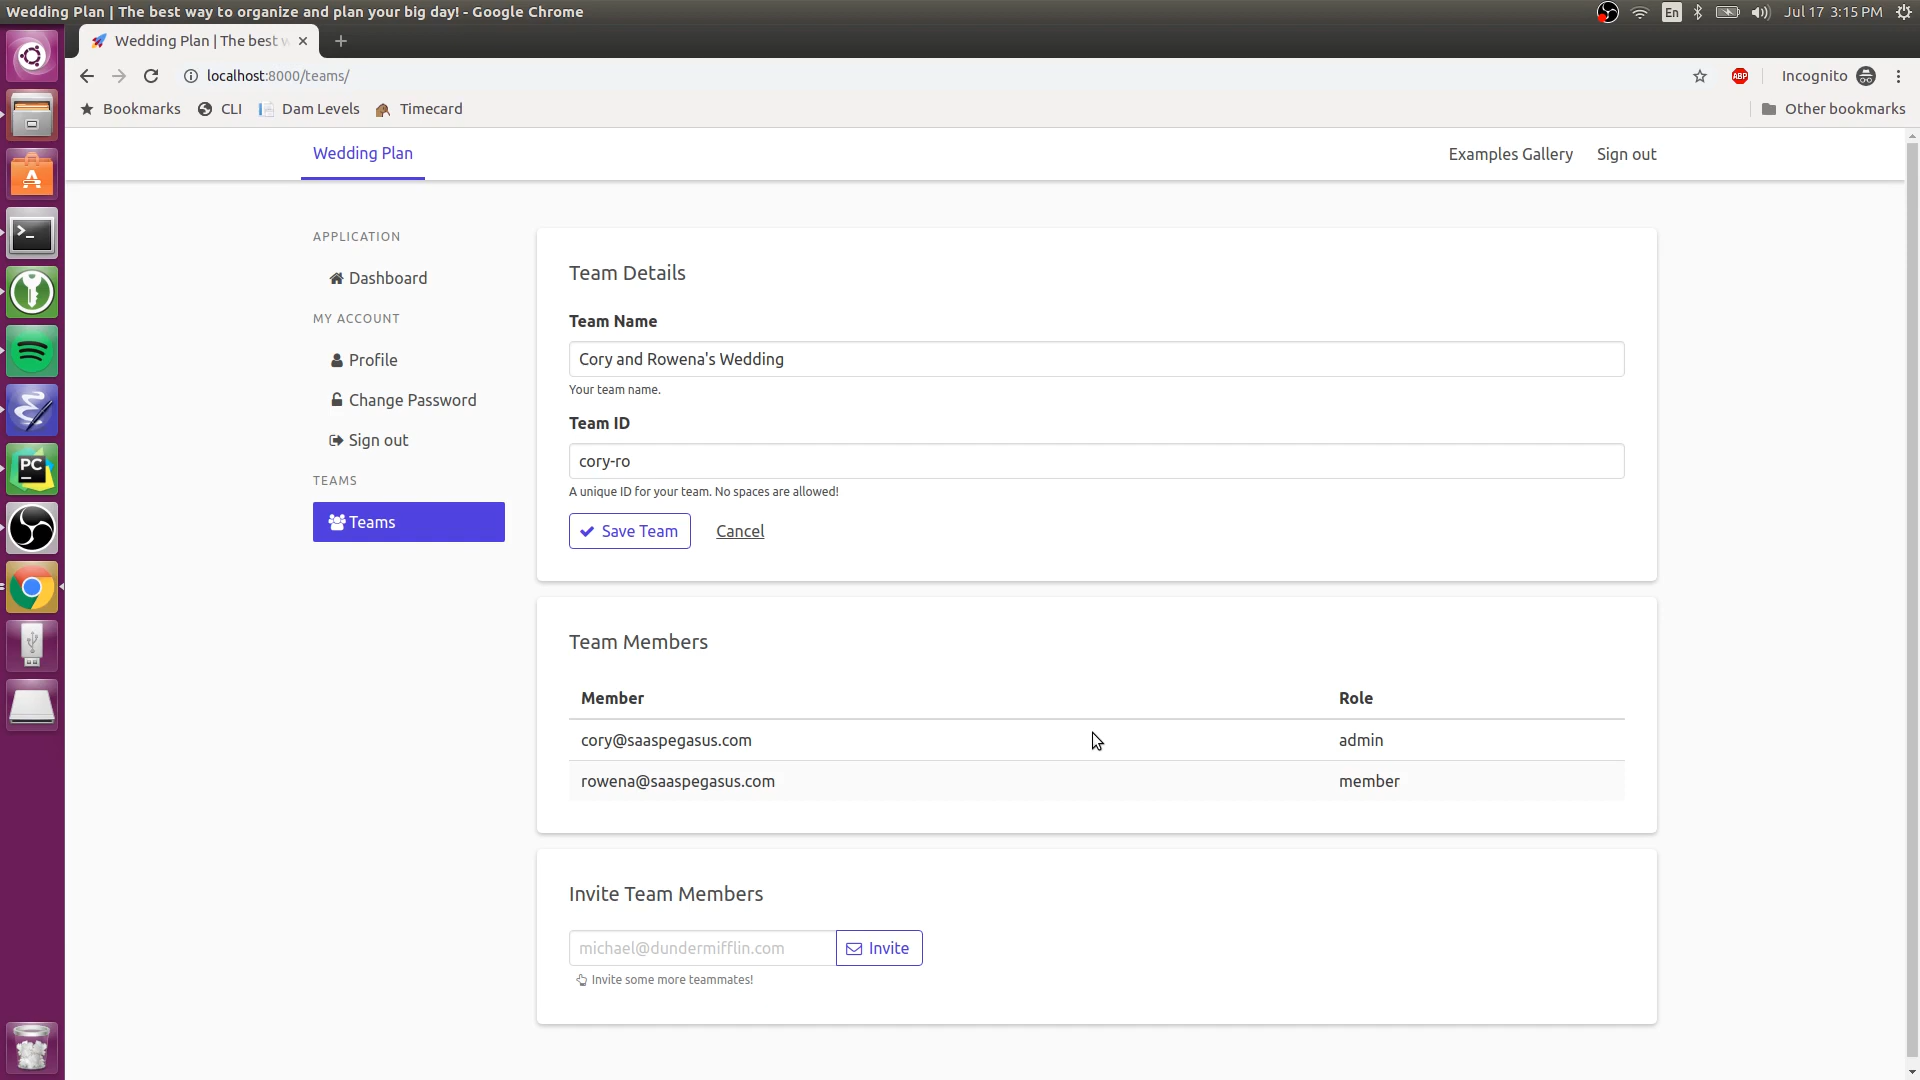 Wedding Plan | The best way to organize and plan your big day! - Google Chrome
En
Jul 17 3:15 PM
Wedding Plan | The best w
localhost:8000/teams/
ABP
Incognito
Bookmarks
CLI
Dam Levels
Timecard
Other bookmarks
Wedding Plan
Examples Gallery
Sign out
APPLICATION
Dashboard
MY ACCOUNT
Profile
Change Password
Sign out
TEAMS
Teams
PC
Team Details
Team Name
Cory and Rowena's Wedding
Your team name.
Team ID
cory-ro
A unique ID for your team. No spaces are allowed!
Save Team
Cancel
Team Members
Member
Role
cory@saaspegasus.com
admin
rowena@saaspegasus.com
member
Invite Team Members
michael@dundermifflin.com
Invite
Invite some more teammates!